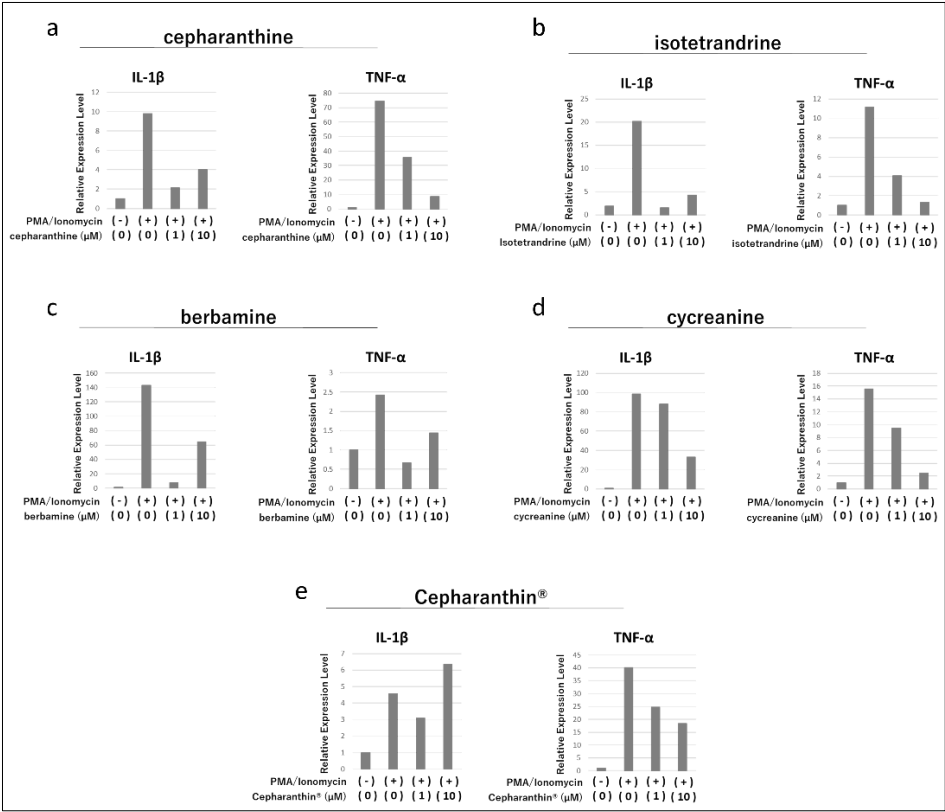 a
cepharanthine
IL-1β
Relative Expression Level
12
10
8
6
4
2
0
PMA/Ionomycin (-) (+) (+) (+)
cepharanthine (μM) (0) (0) (1) (10)
TNF-α
Relative Expression Level
80
70
60
50
40
30
20
10
0
PMA/Ionomycin (-) (+) (+) (+)
cepharanthine (μM) (0) (0) (1) (10)
b
isotetrandrine
IL-1β
Relative Expression Level
25
20
15
10
5
0
PMA/Ionomycin (-) (+) (+) (+)
Isotetrandrine (μM) (0) (0) (1) (10)
TNF-α
Relative Expression Level
12
10
8
6
4
2
0
PMA/Ionomycin (-) (+) (+) (+)
isotetrandrine (μM) (0) (0) (1) (10)
c
berbamine
IL-1β
Relative Expression Level
160
140
120
100
80
60
40
20
0
PMA/Ionomycin (-) (+) (+) (+)
berbamine (μM) (0) (0) (1) (10)
TNF-α
Relative Expression Level
3
2.5
2
1.5
1
0.5
0
PMA/Ionomycin (-) (+) (+) (+)
berbamine (μM) (0) (0) (1) (10)
d
cycreanine
IL-1β
Relative Expression Level
120
100
80
60
40
20
0
PMA/Ionomycin (-) (+) (+) (+)
cycreanine (μM) (0) (0) (1) (10)
TNF-α
Relative Expression Level
18
16
14
12
10
8
6
4
2
0
PMA/Ionomycin (-) (+) (+) (+)
cycreanine (μM) (0) (0) (1) (10)
e
Cepharanthin®
IL-1β
Relative Expression Level
7
6
5
4
3
2
1
0
PMA/Ionomycin (-) (+) (+) (+)
Cepharanthin® (μM) (0) (0) (1) (10)
TNF-α
Relative Expression Level
45
40
35
30
25
20
15
10
5
0
PMA/Ionomycin (-) (+) (+) (+)
Cepharanthin® (μM) (0) (0) (1) (10)